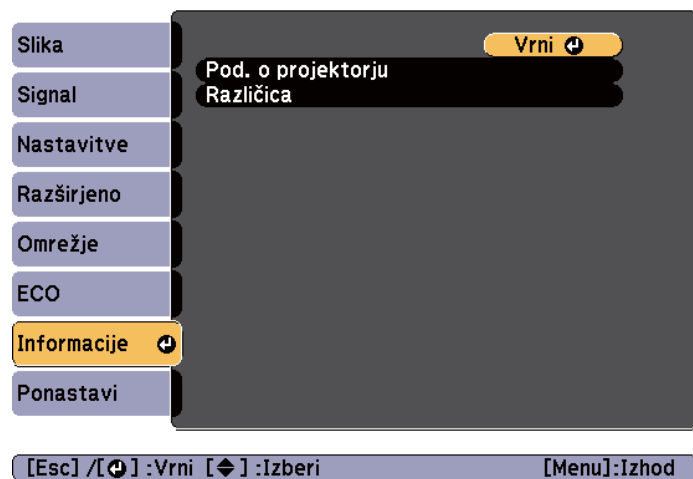 Slika
Signal
Nastavitve
Razširjeno
Omrežje
ECO
Informacije
Ponastavi
Vrni
Pod. o projektorju
Različica
[Esc] /[ ] :Vrni [ ] :Izberi [Menu]:Izhod